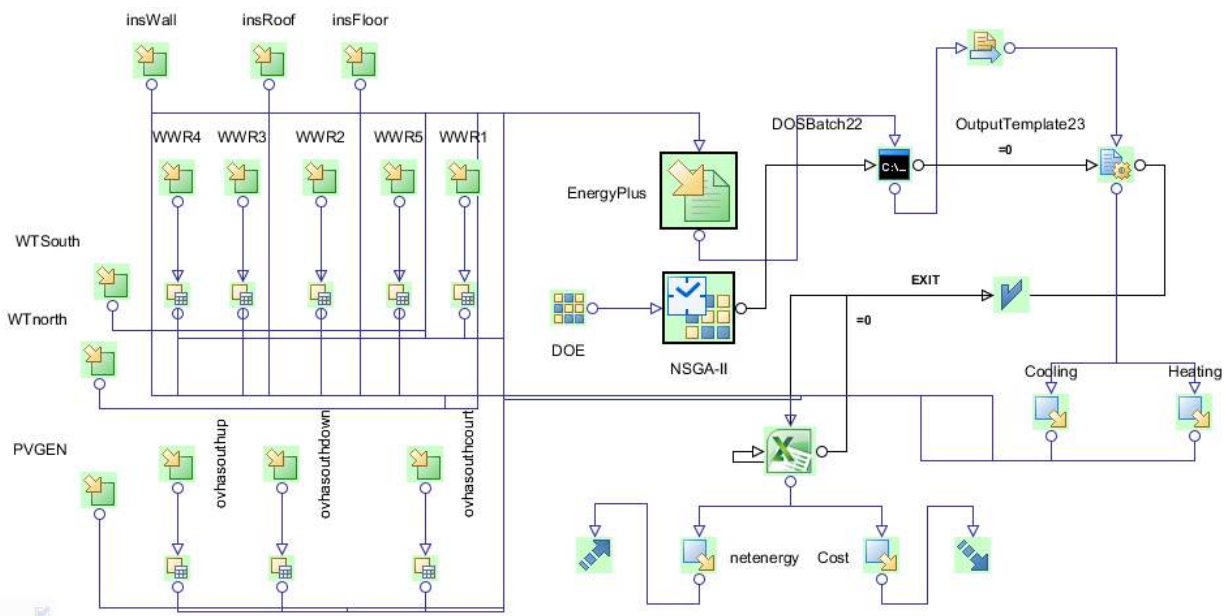 insWall insRoof insFloor
WWR4 WWR3 WWR2 WWR5 WWR1
DOSBatch22 OutputTemplate23
=0
C:\_
EnergyPlus
WTSouth
WTnorth
EXIT
=0
DOE
NSGA-II
Cooling Heating
PVGEN
ovhasouthup
ovhasouthdown
ovhasouthcourt
X
netenergy Cost